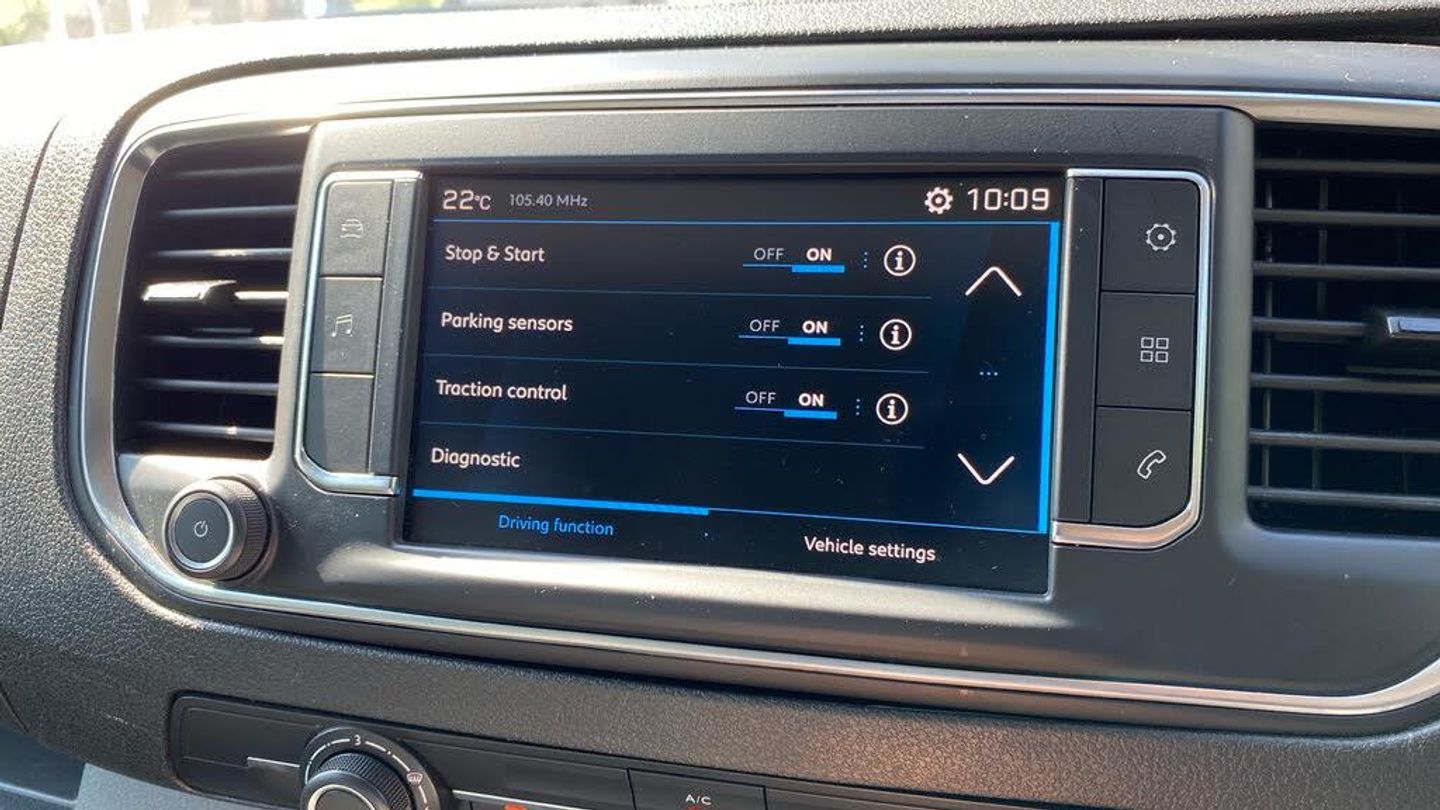 22°C 105.40 MHz 10:09
Stop & Start OFF ON i
Parking sensors OFF ON i
Traction control OFF ON i
Diagnostic
Driving function Vehicle settings
3
A/C